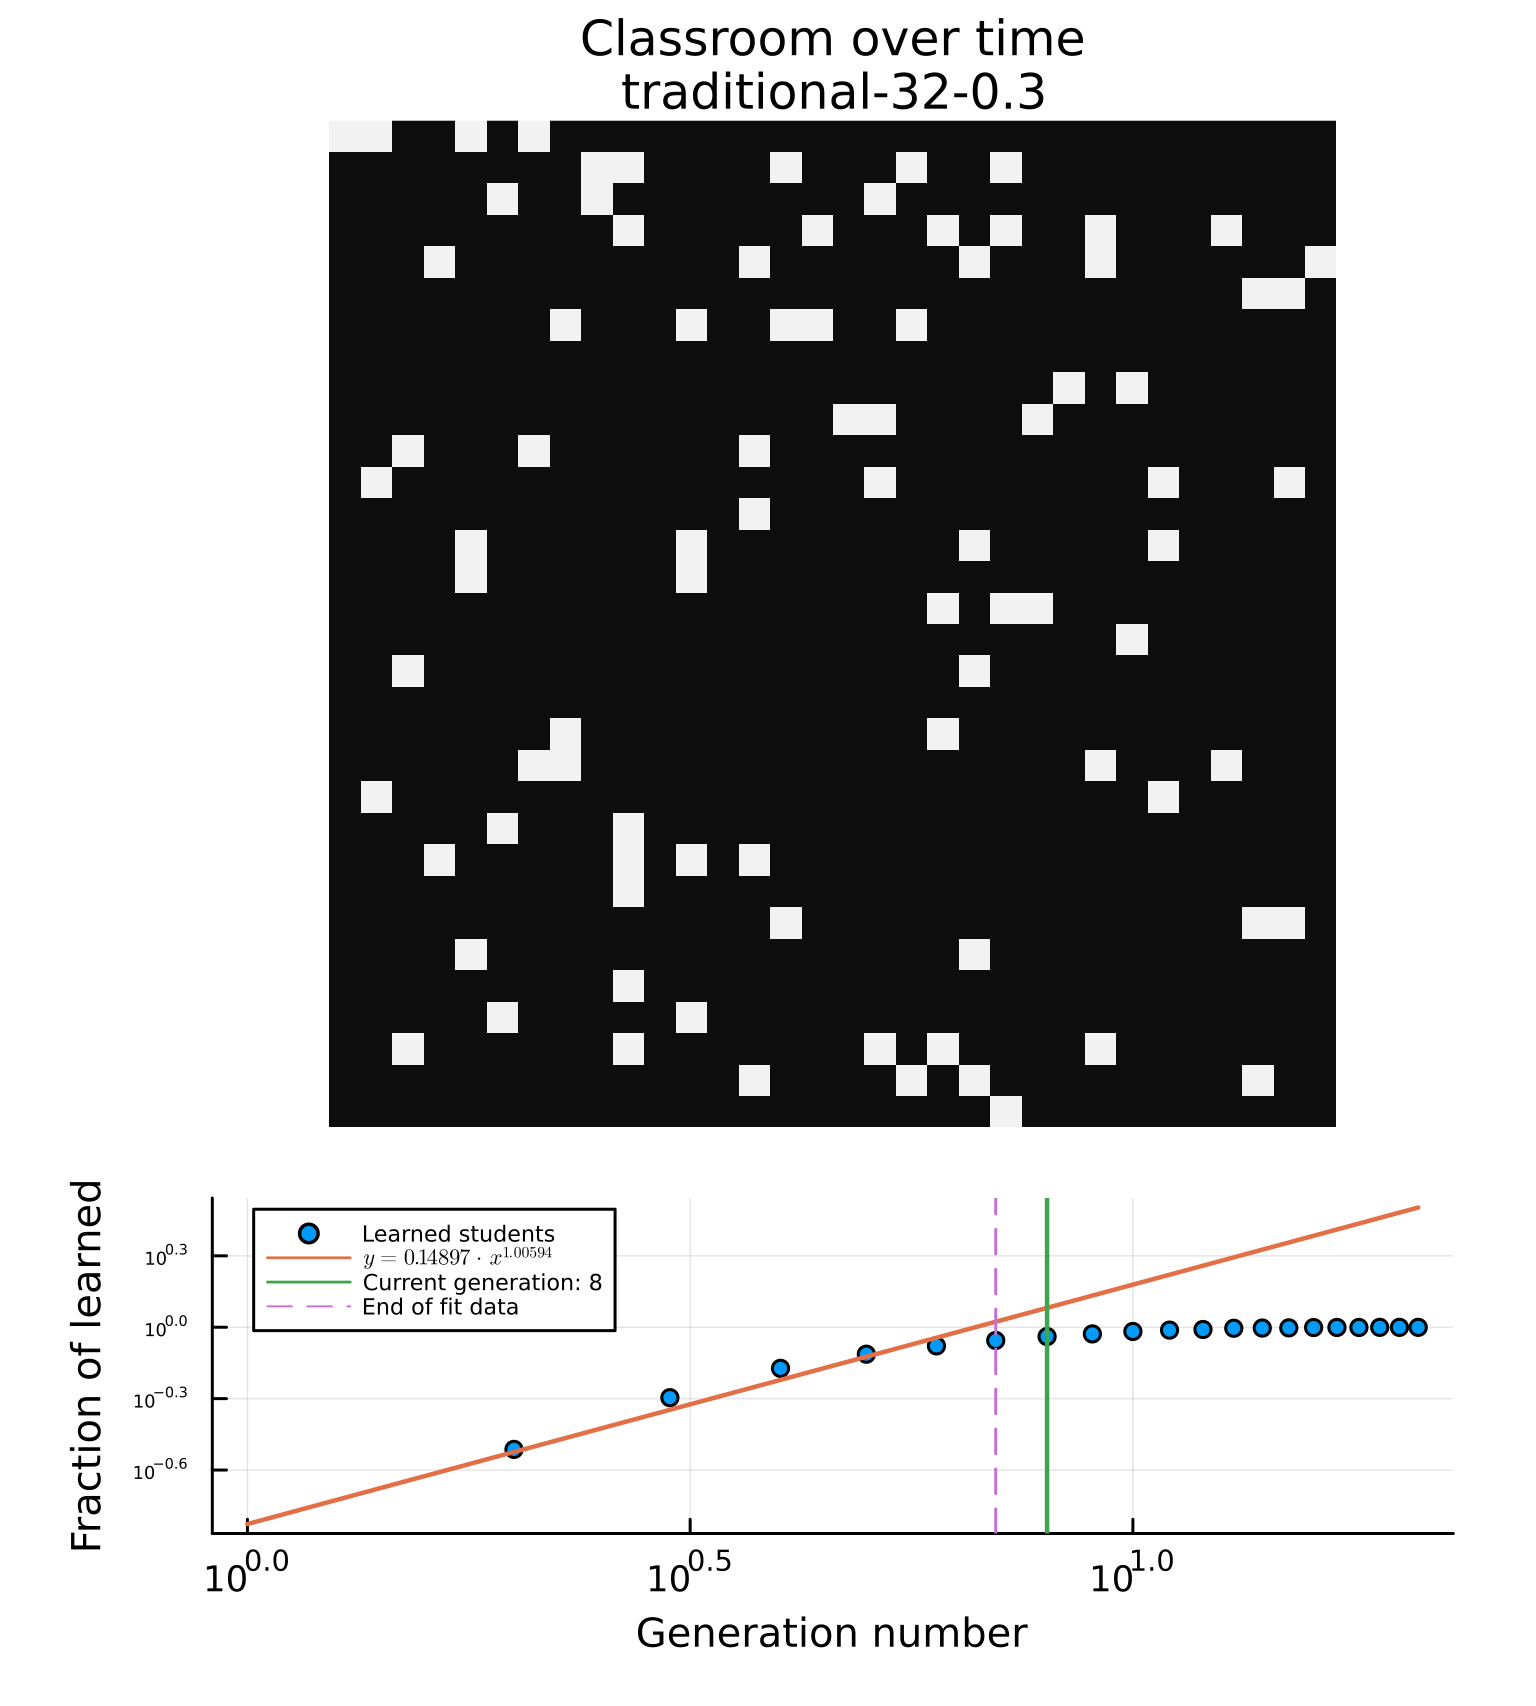 Classroom over time
traditional-32-0.3
Fraction of learned
10^0.3
10^0.0
10^−0.3
10^−0.6
Learned students
y = 0.14897 · x^1.00594
Current generation: 8
End of fit data
10^0.0 10^0.5 10^1.0
Generation number